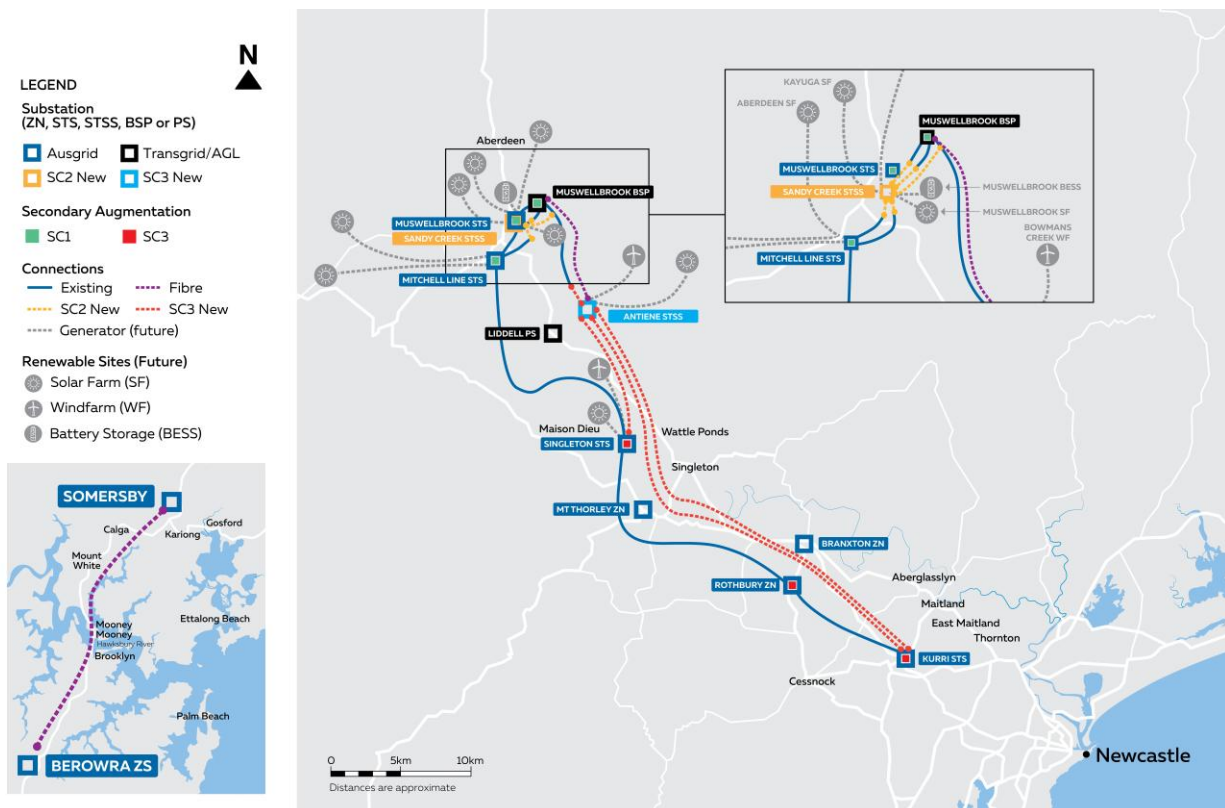 N
LEGEND
Substation
(ZN, STS, STSS, BSP or PS)
Ausgrid
Transgrid/AGL
SC2 New
SC3 New
Secondary Augmentation
SC1
SC3
Connections
Existing
Fibre
SC2 New
SC3 New
Generator (future)
Renewable Sites (Future)
Solar Farm (SF)
Windfarm (WF)
Battery Storage (BESS)
SOMERSBY
Calga
Gosford
Kariong
Mount
White
Mooney
Mooney
Hawksbury River
Brooklyn
Ettalong Beach
Palm Beach
BEROWRA ZS
Aberdeen
MUSWELLBROOK BSP
MUSWELLBROOK STS
SANDY CREEK STSS
MITCHELL LINE STS
ANTIENE STSS
LIDDELL PS
Maison Dieu
Wattle Ponds
SINGLETON STS
Singleton
MT THORLEY ZN
BRANXTON ZN
ROTHBURY ZN
Aberglasslyn
Maitland
East Maitland
Thornton
KURRI STS
Cessnock
Newcastle
0
5km
10km
Distances are approximate
KAYUGA SF
ABERDEEN SF
MUSWELLBROOK BSP
MUSWELLBROOK STS
SANDY CREEK STSS
MUSWELLBROOK BESS
MUSWELLBROOK SF
BOWMANS
CREEK WF
MITCHELL LINE STS